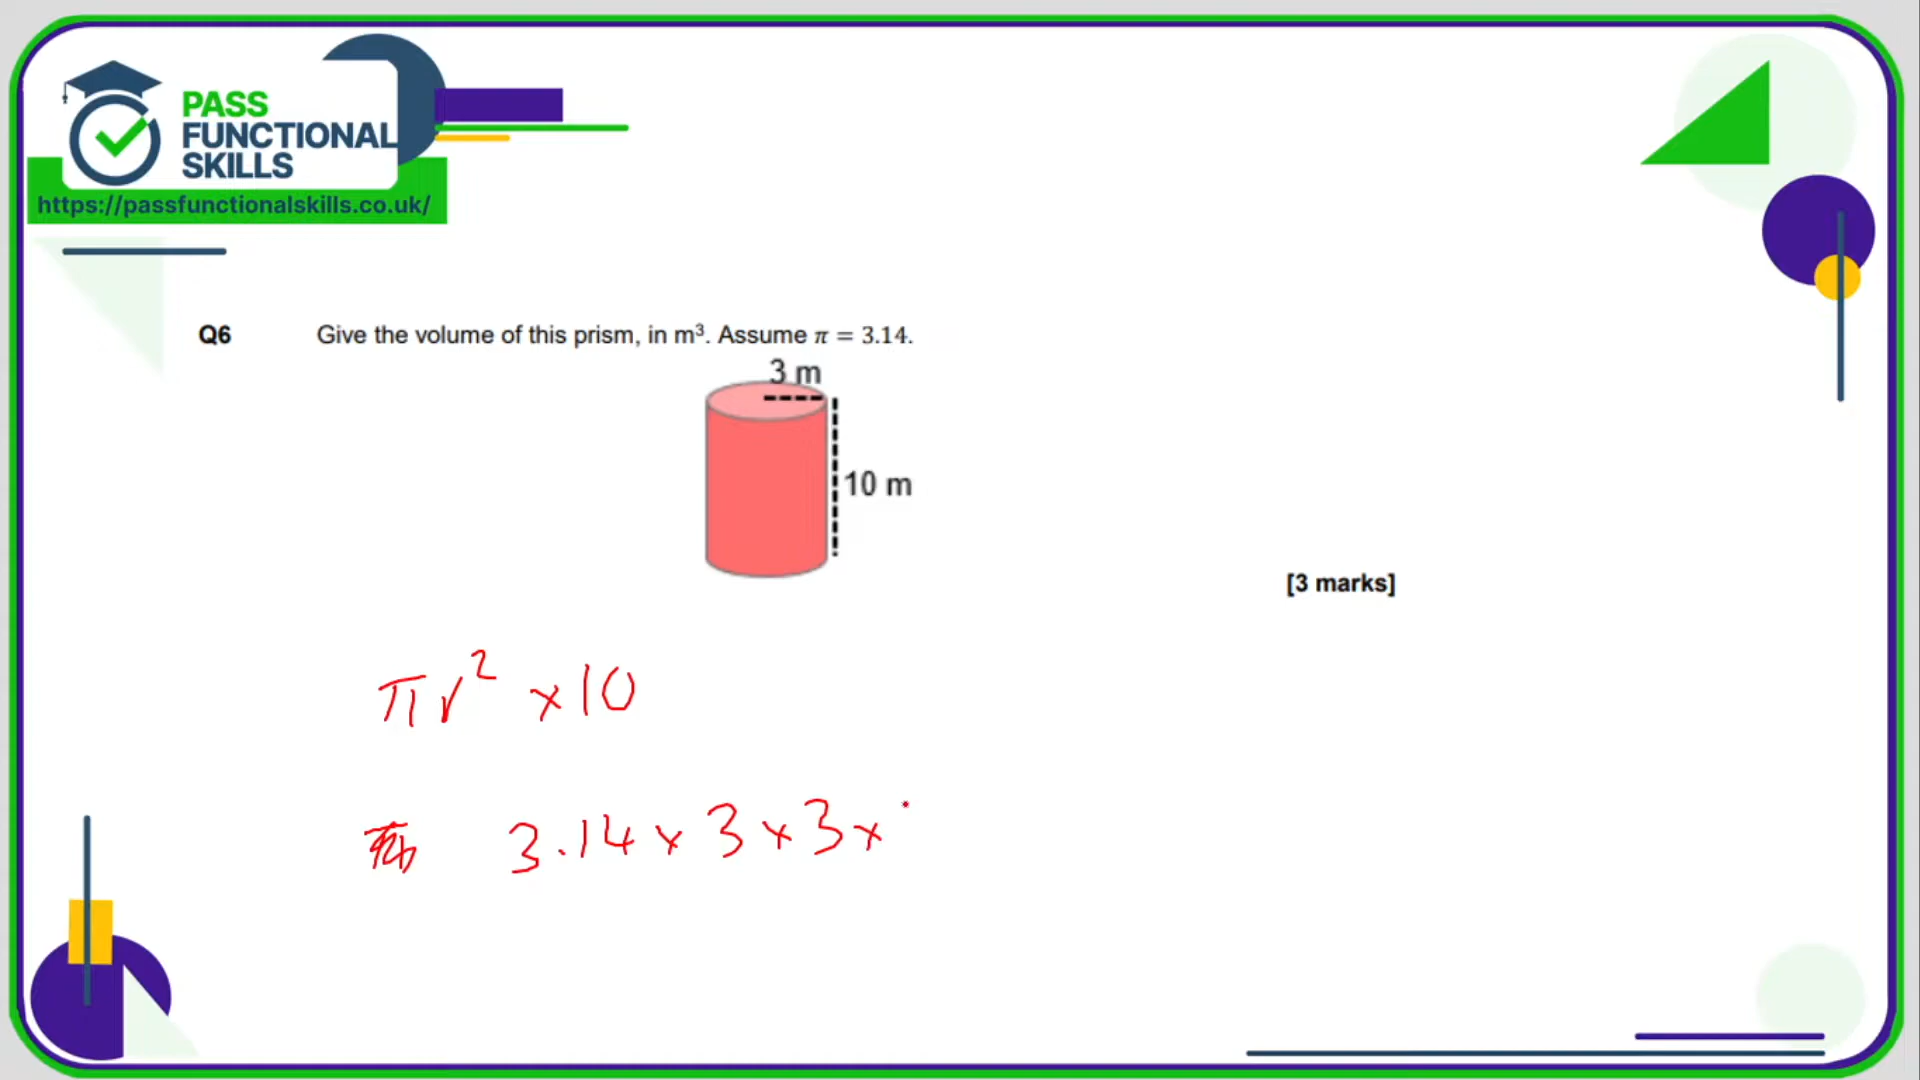 PASS
FUNCTIONAL
SKILLS
https://passfunctionalskills.co.uk/
Q6 Give the volume of this prism, in m³. Assume π = 3.14.
3 m
10 m
[3 marks]
πr² ×10
3.14 × 3 × 3 ×